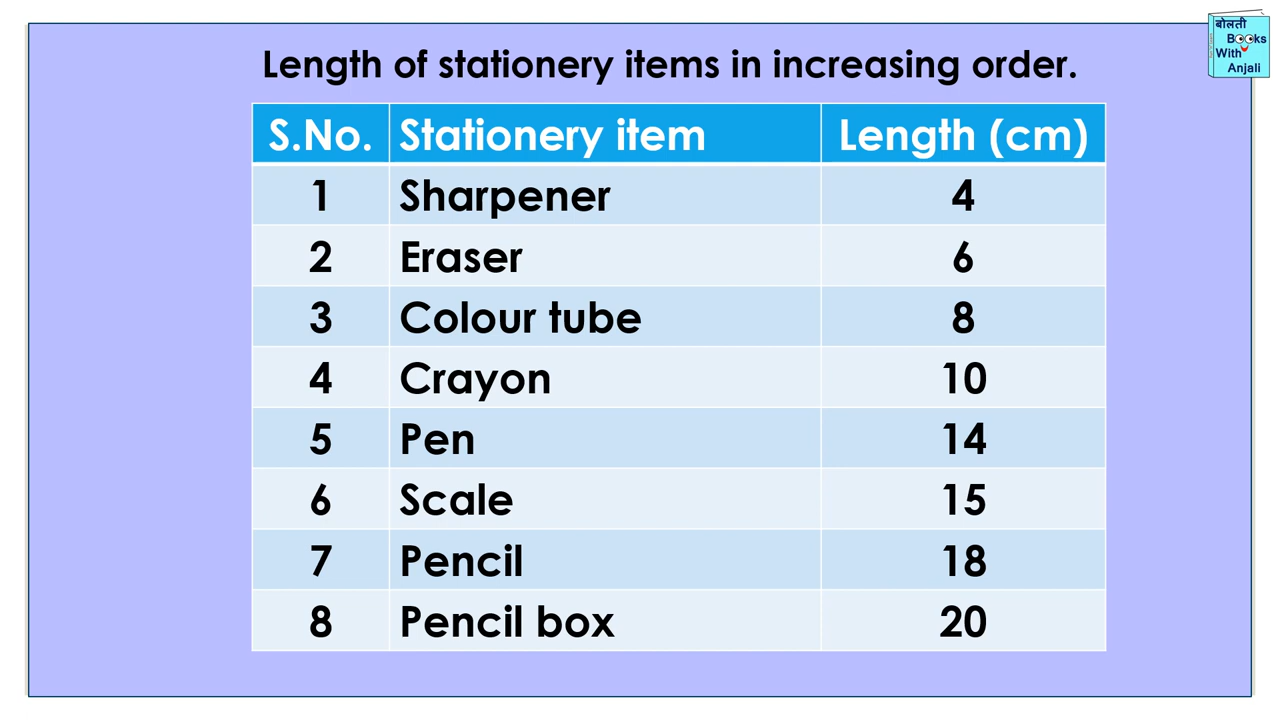 Length of stationery items in increasing order.
S.No. Stationery item Length (cm)
1 Sharpener 4
2 Eraser 6
3 Colour tube 8
4 Crayon 10
5 Pen 14
6 Scale 15
7 Pencil 18
8 Pencil box 20
बोलती
Books
With
Anjali